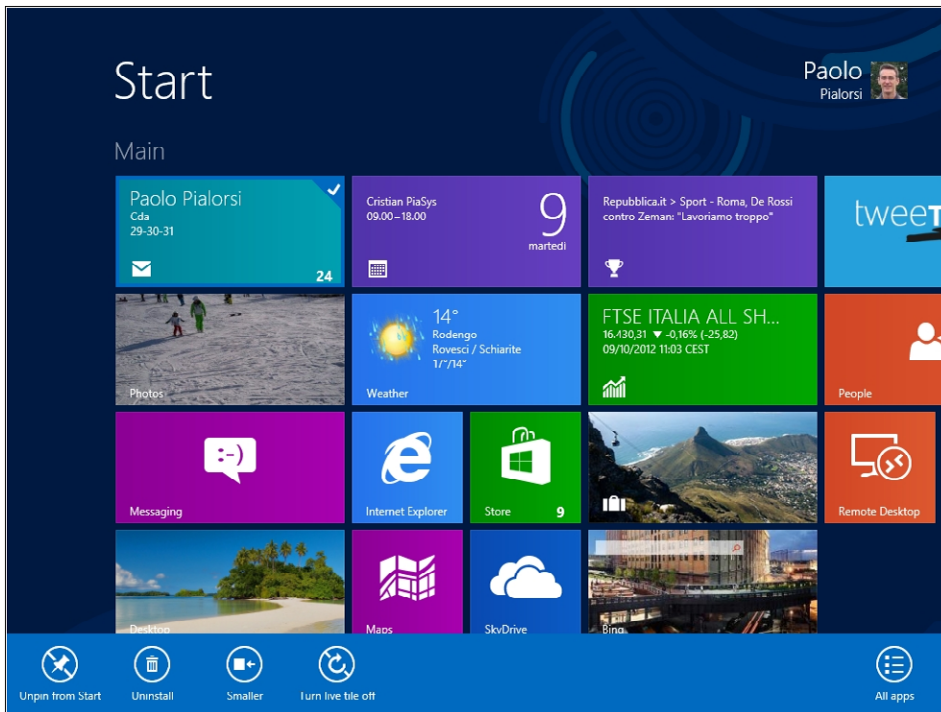 Start
Paolo
Pialorsi
Main
Paolo Pialorsi
Cda
29-30-31
24
Cristian PiaSys
09.00–18.00
9
martedì
Repubblica.it > Sport - Roma, De Rossi
contro Zeman: "Lavoriamo troppo"
tweeT
Photos
14°
Rodengo
Rovesci / Schiarite
Weather
FTSE ITALIA ALL SH...
16.430,31 ▼ -0,16% (-25,82)
09/10/2012 11:03 CEST
People
:-)
Messaging
Internet Explorer
Store
9
Remote Desktop
Desktop
Maps
SkyDrive
Bing
Unpin from Start
Uninstall
Smaller
Turn live tile off
All apps